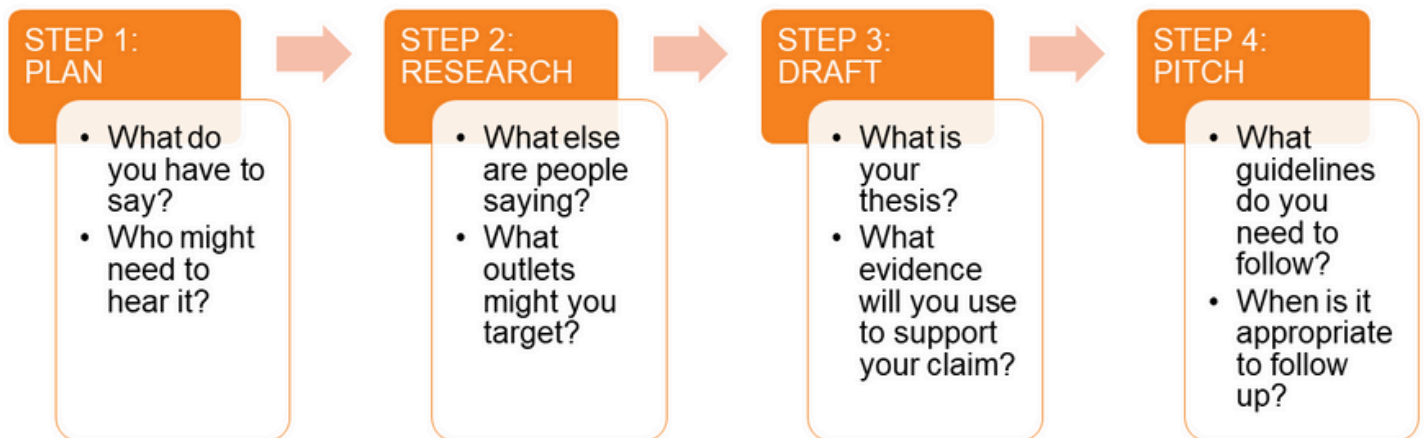 STEP 1:
PLAN
• What do
you have to
say?
• Who might
need to
hear it?
STEP 2:
RESEARCH
• What else
are people
saying?
• What
outlets
might you
target?
STEP 3:
DRAFT
• What is
your
thesis?
• What
evidence
will you use
to support
your claim?
STEP 4:
PITCH
• What
guidelines
do you
need to
follow?
• When is it
appropriate
to follow
up?